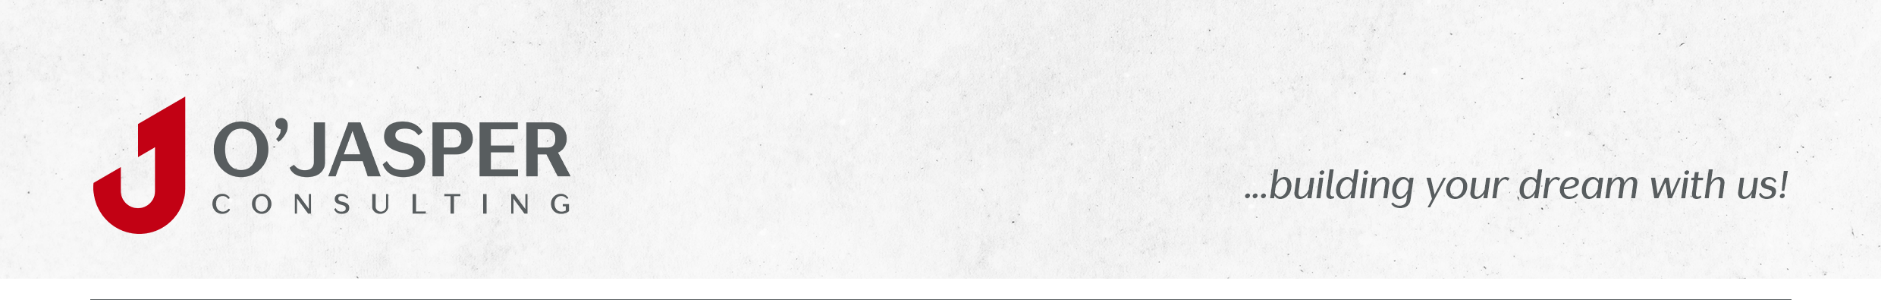 O’JASPER
CONSULTING
...building your dream with us!